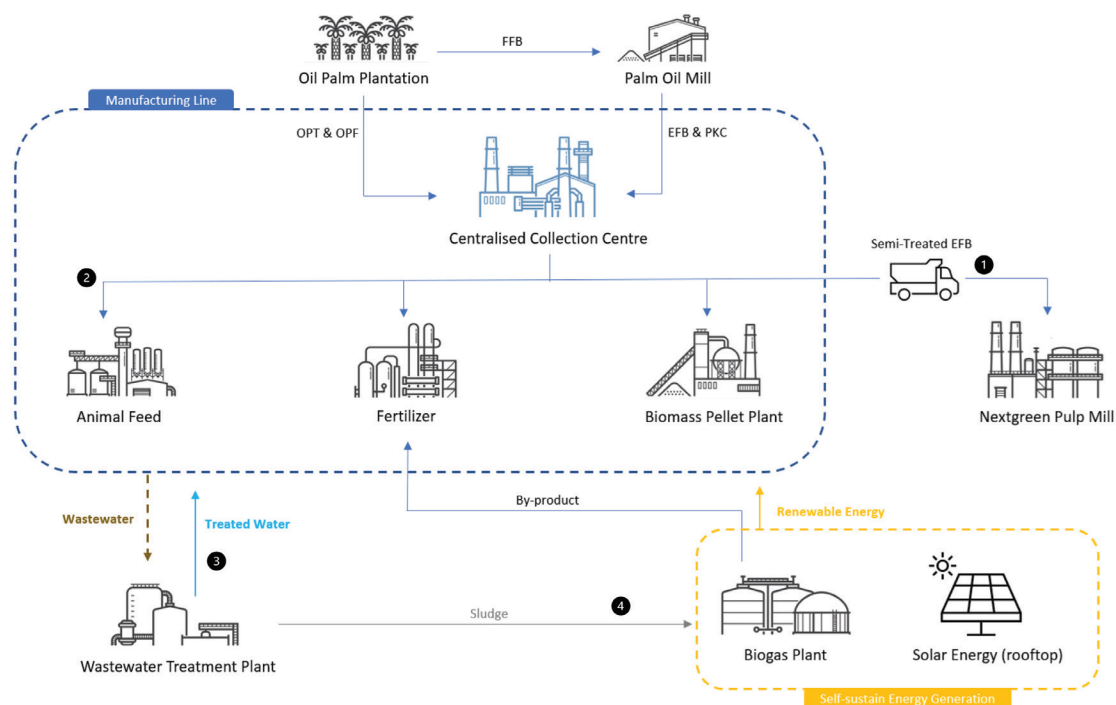 FFB
Oil Palm Plantation
Palm Oil Mill
Manufacturing Line
OPT & OPF
EFB & PKC
Centralised Collection Centre
Semi-Treated EFB
1
2
Animal Feed
Fertilizer
Biomass Pellet Plant
Nextgreen Pulp Mill
By-product
Wastewater
Treated Water
Renewable Energy
3
4
Sludge
Wastewater Treatment Plant
Biogas Plant
Solar Energy (rooftop)
Self-sustain Energy Generation